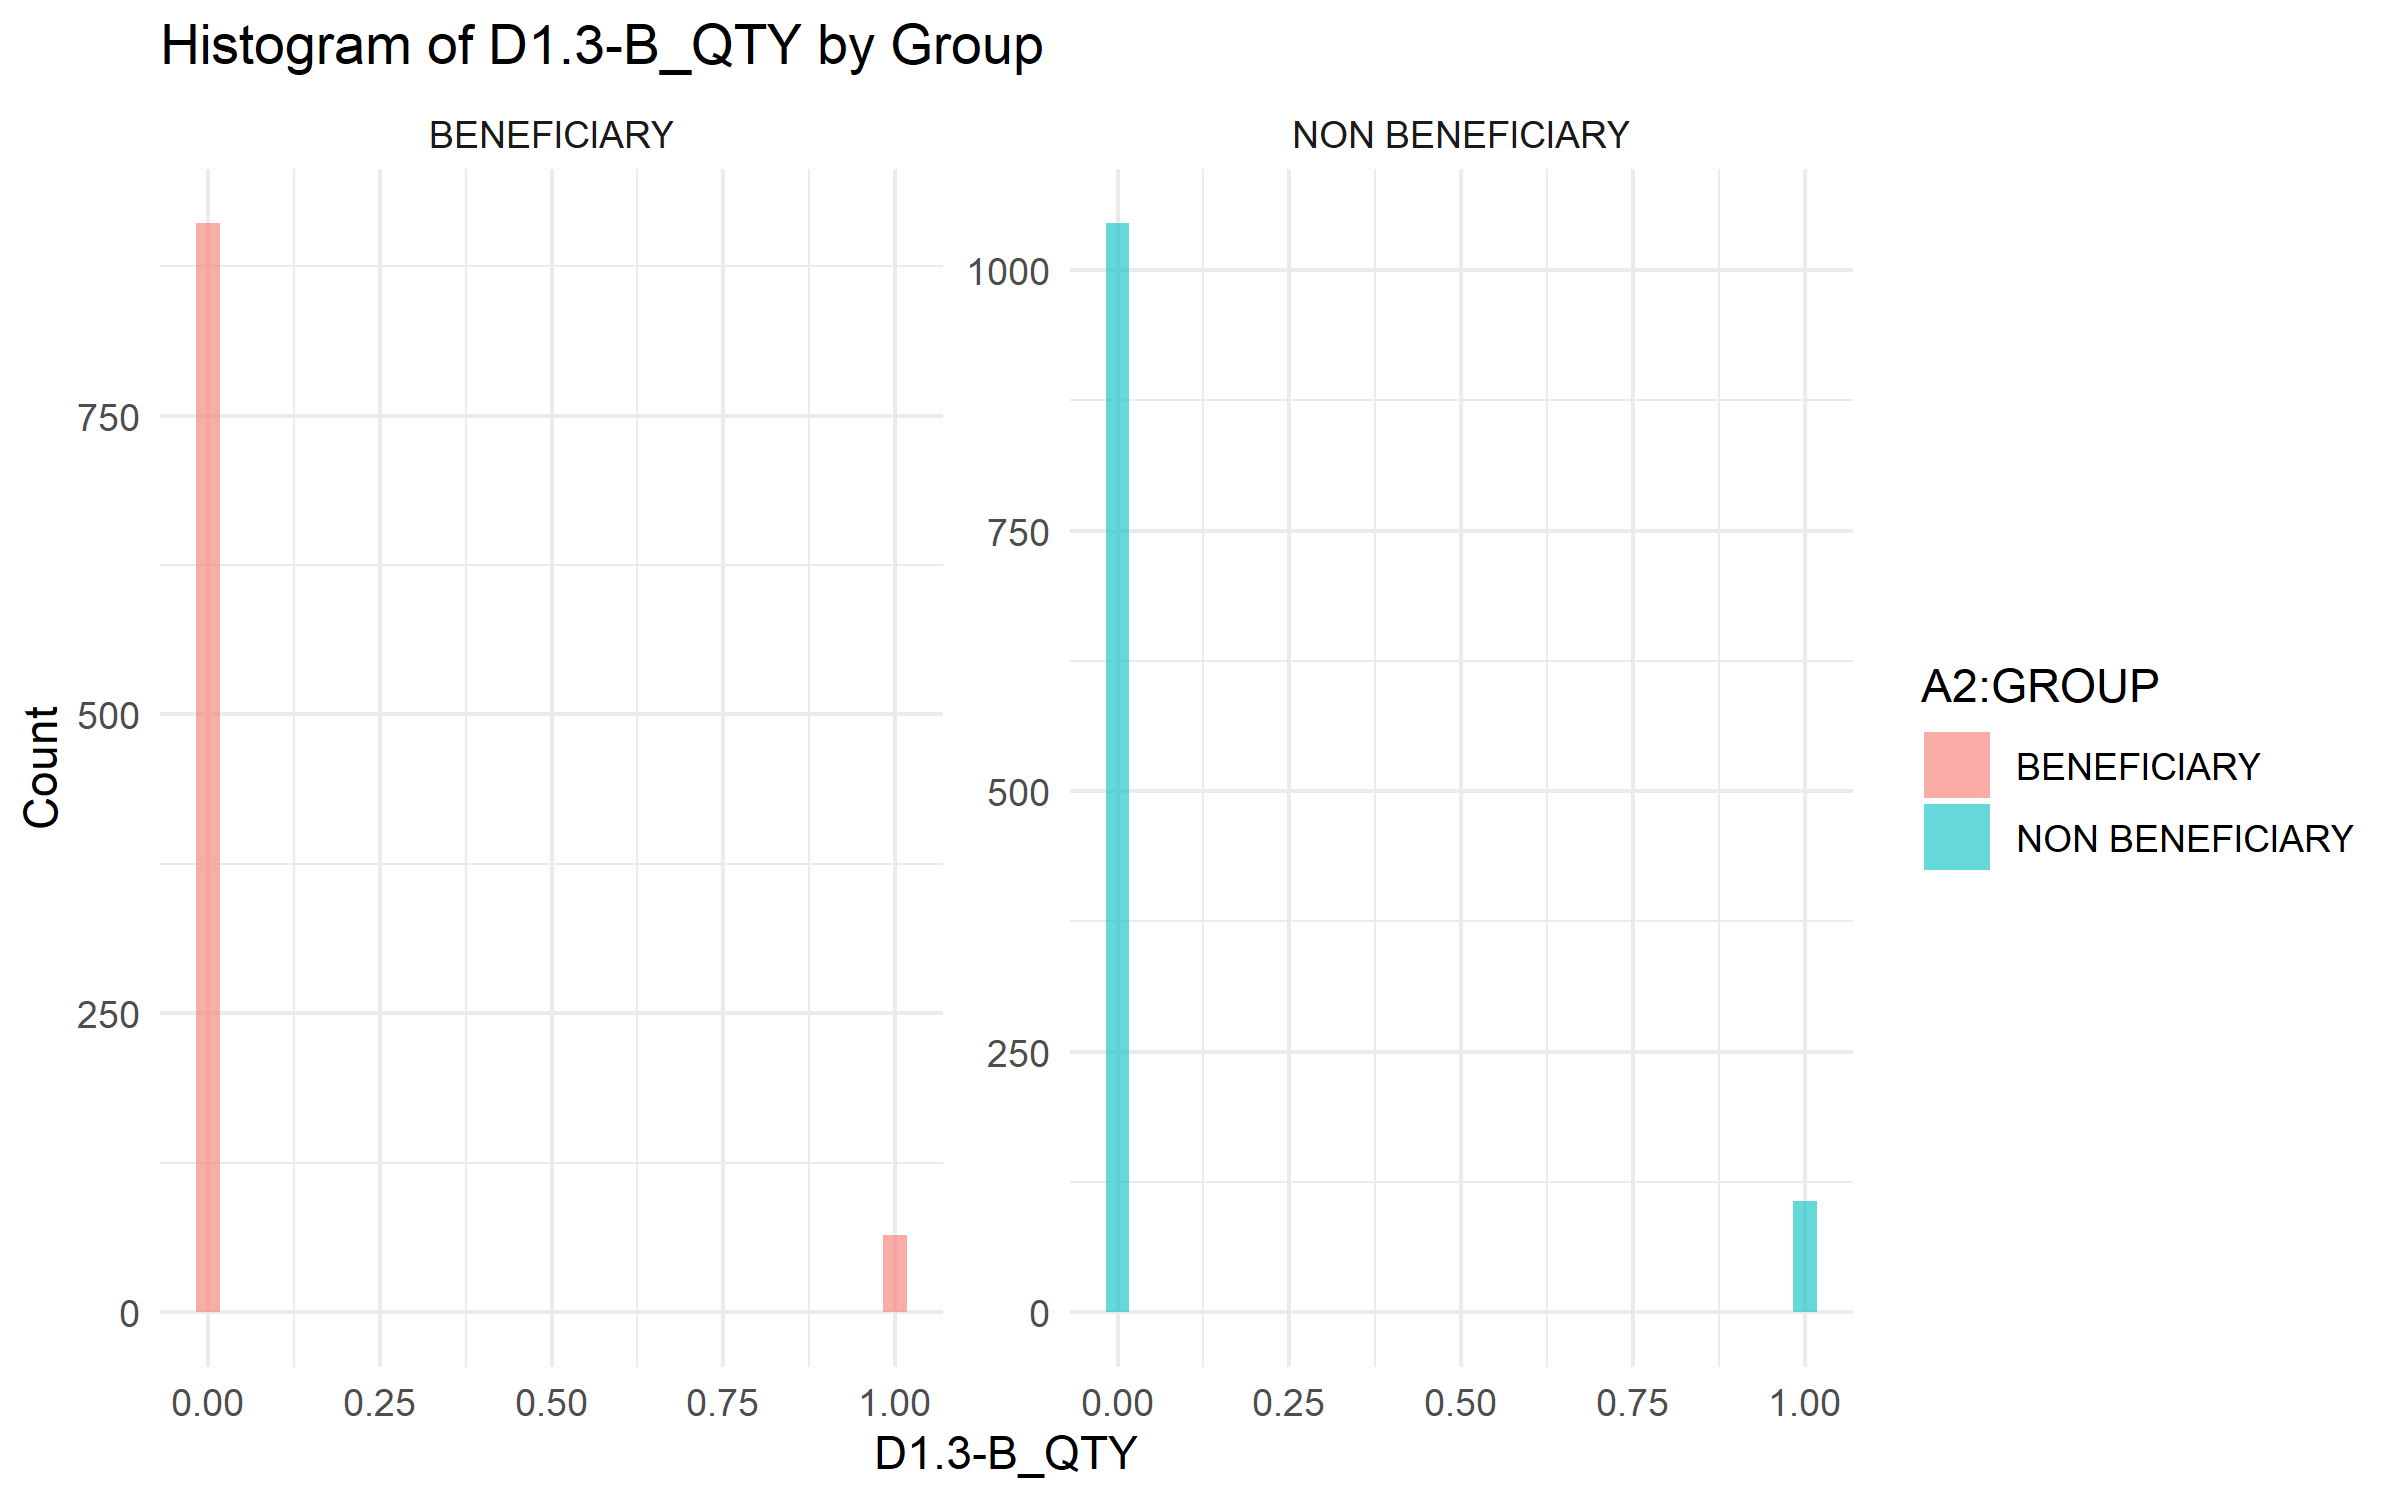 Histogram of D1.3-B_QTY by Group
BENEFICIARY
NON BENEFICIARY
Count
750
500
250
0
1000
750
500
250
0
0.00 0.25 0.50 0.75 1.00
0.00 0.25 0.50 0.75 1.00
D1.3-B_QTY
A2:GROUP
BENEFICIARY
NON BENEFICIARY